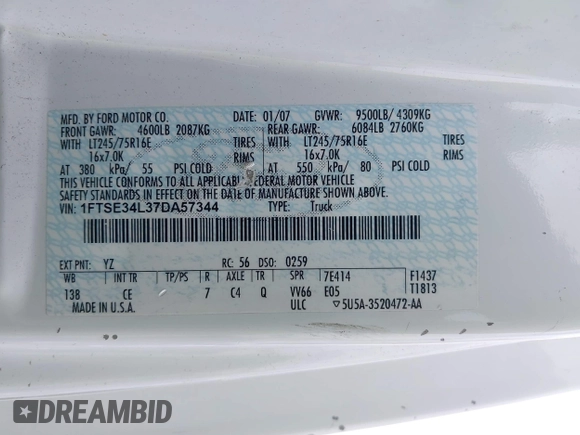 MFD. BY FORD MOTOR CO. 01/07 GVWR: 9500LB/ 4309KG
FRONT GAWR: 4600LB 2087KG REAR GAWR: 6084LB 2760KG
WITH LT245/75R16E TIRES WITH LT245/75R16E TIRES
16x7.0K RIMS 16x7.0K RIMS
AT 380 kPa/ 55 PSI COLD AT 550 kPa/ 80 PSI COLD
THIS VEHICLE CONFORMS TO ALL APPLICABLE FEDERAL MOTOR VEHICLE
SAFETY STANDARDS IN EFFECT ON THE DATE OF MANUFACTURE SHOWN ABOVE.
VIN: 1FTSE34L37DA57344 TYPE: Truck
EXT PNT: YZ RC: 56 DSO: 0259
WB INT TR TP/PS R AXLE TR SPR 7E414 F1437
138 CE 7 C4 Q VV66 E05 T1813
MADE IN U.S.A. ULC 5U5A-3520472-AA
DREAMBID